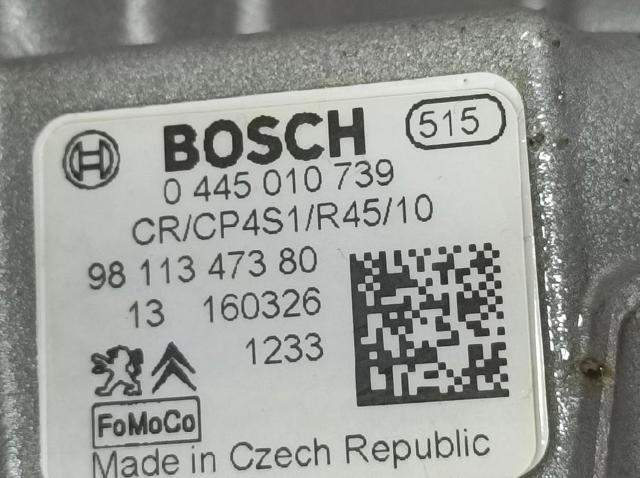 BOSCH 515
0 445 010 739
CR/CP4S1/R45/10
98 113 473 80
13 160326
1233
FoMoCo
Made in Czech Republic